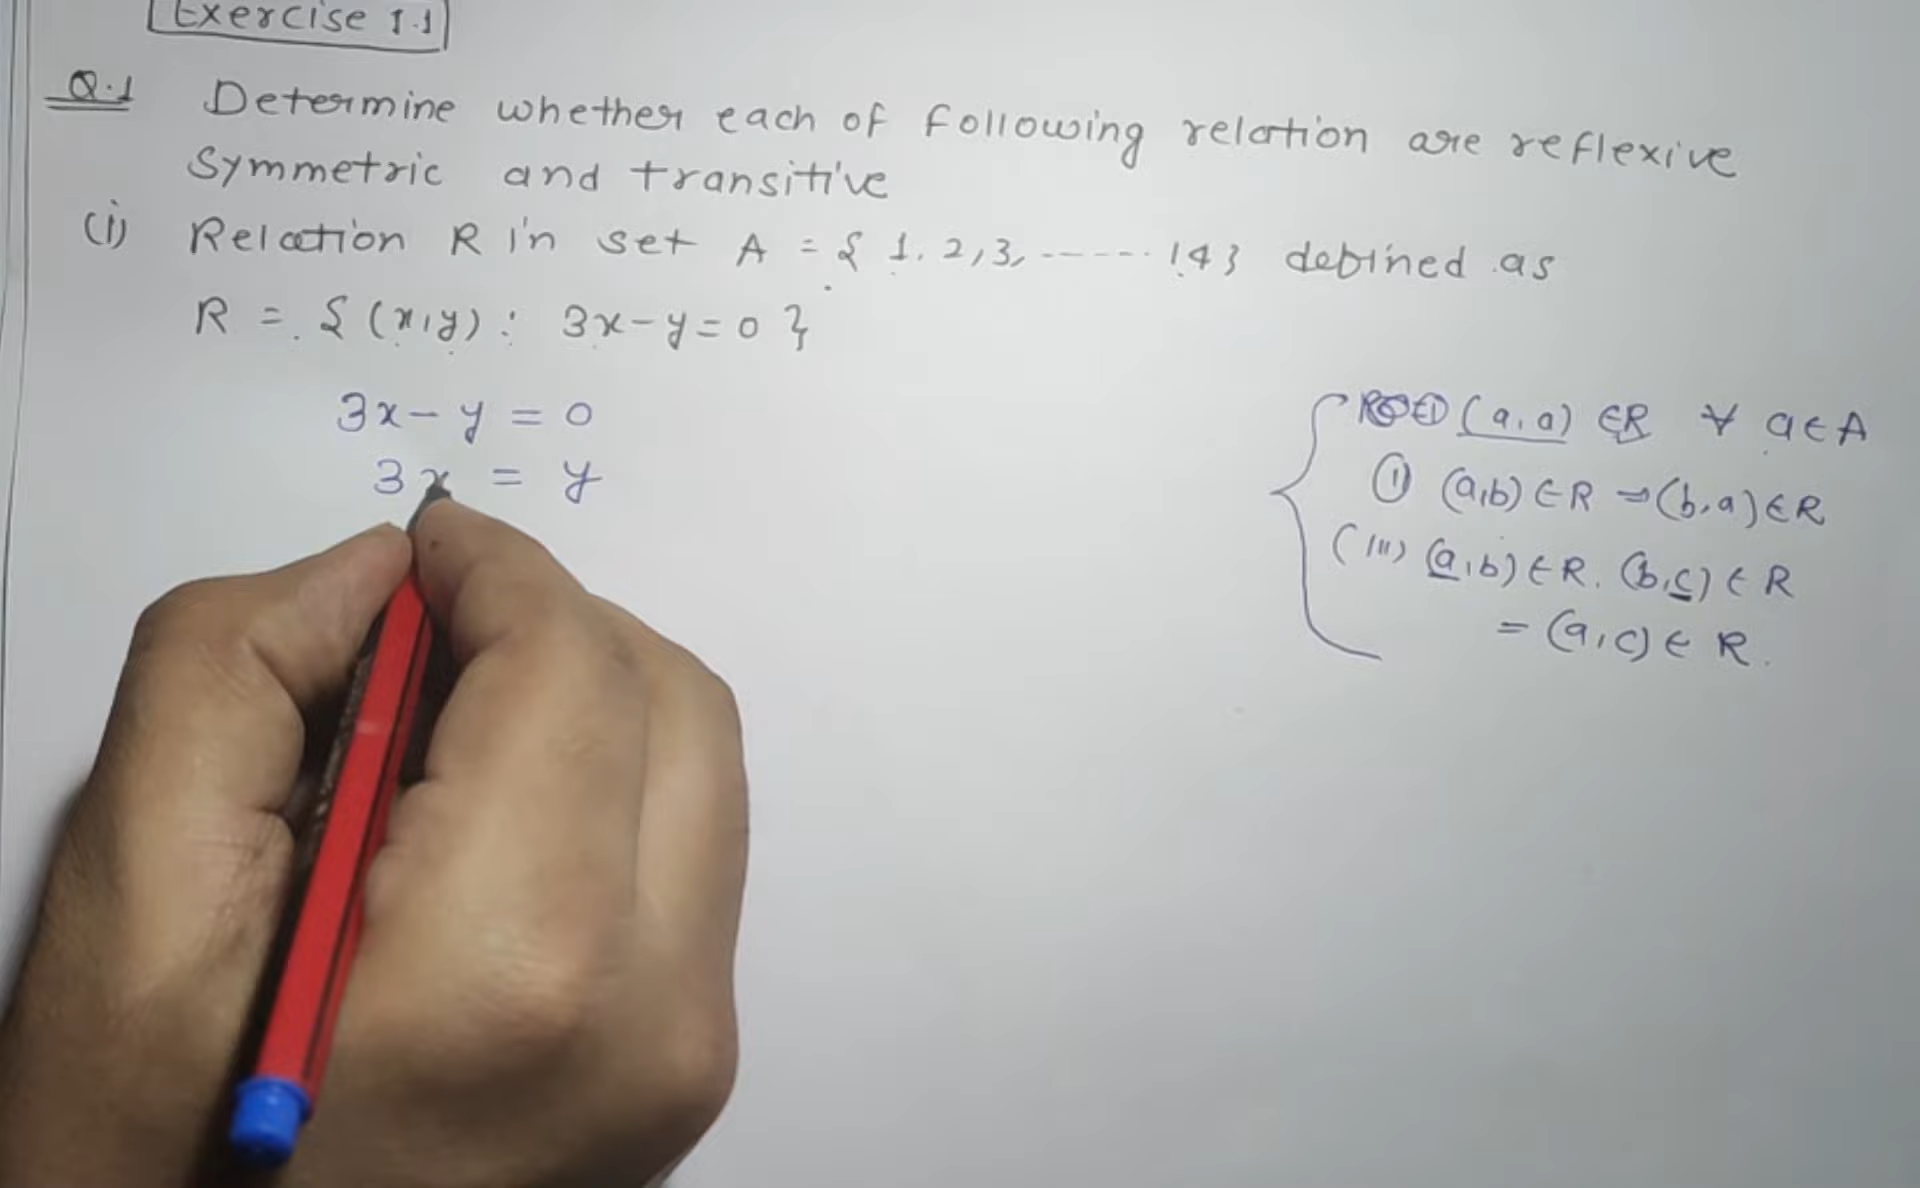 Exercise 1.1
Q.1 Determine whether each of following relation are reflexive
Symmetric and transitive
(i) Relation R in set A = { 1, 2, 3, ------ 14 } defined as
R = { (x, y) : 3x - y = 0 }
3x - y = 0
3x = y
(a, a) ∈ R ∀ a ∈ A
① (a, b) ∈ R → (b, a) ∈ R
(iii) (a, b) ∈ R. (b, c) ∈ R
= (a, c) ∈ R.